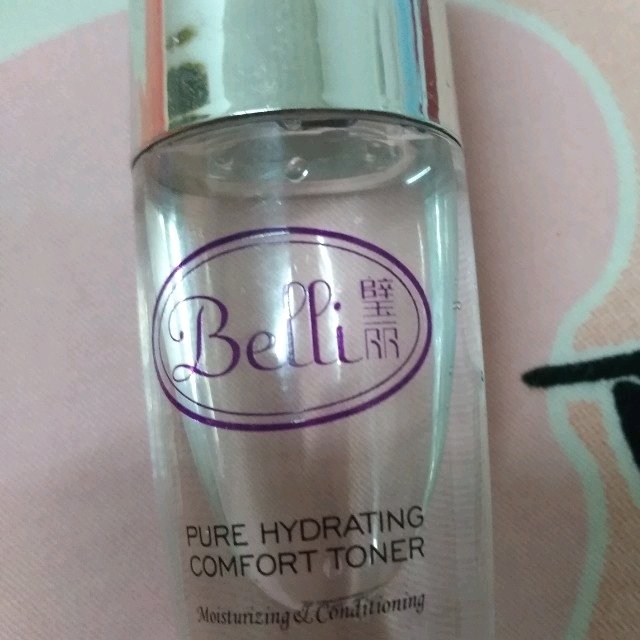 Belli 璧丽
PURE HYDRATING
COMFORT TONER
Moisturizing & Conditioning